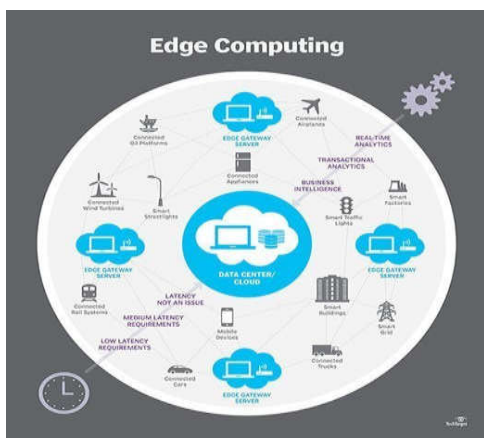 Edge Computing
EDGE GATEWAY
SERVER
Connected
Airplanes
Connected
Oil Platforms
REAL-TIME
ANALYTICS
TRANSACTIONAL
ANALYTICS
Connected
Appliances
BUSINESS
INTELLIGENCE
Connected
Wind Turbines
Smart
Streetlights
Smart Traffic
Lights
Smart
Factories
EDGE GATEWAY
SERVER
DATA CENTER/
CLOUD
EDGE GATEWAY
SERVER
Connected
Rail Systems
LATENCY
NOT AN ISSUE
MEDIUM LATENCY
REQUIREMENTS
LOW LATENCY
REQUIREMENTS
Mobile
Devices
Smart
Buildings
Smart
Grid
Connected
Cars
EDGE GATEWAY
SERVER
Connected
Trucks
TechTarget